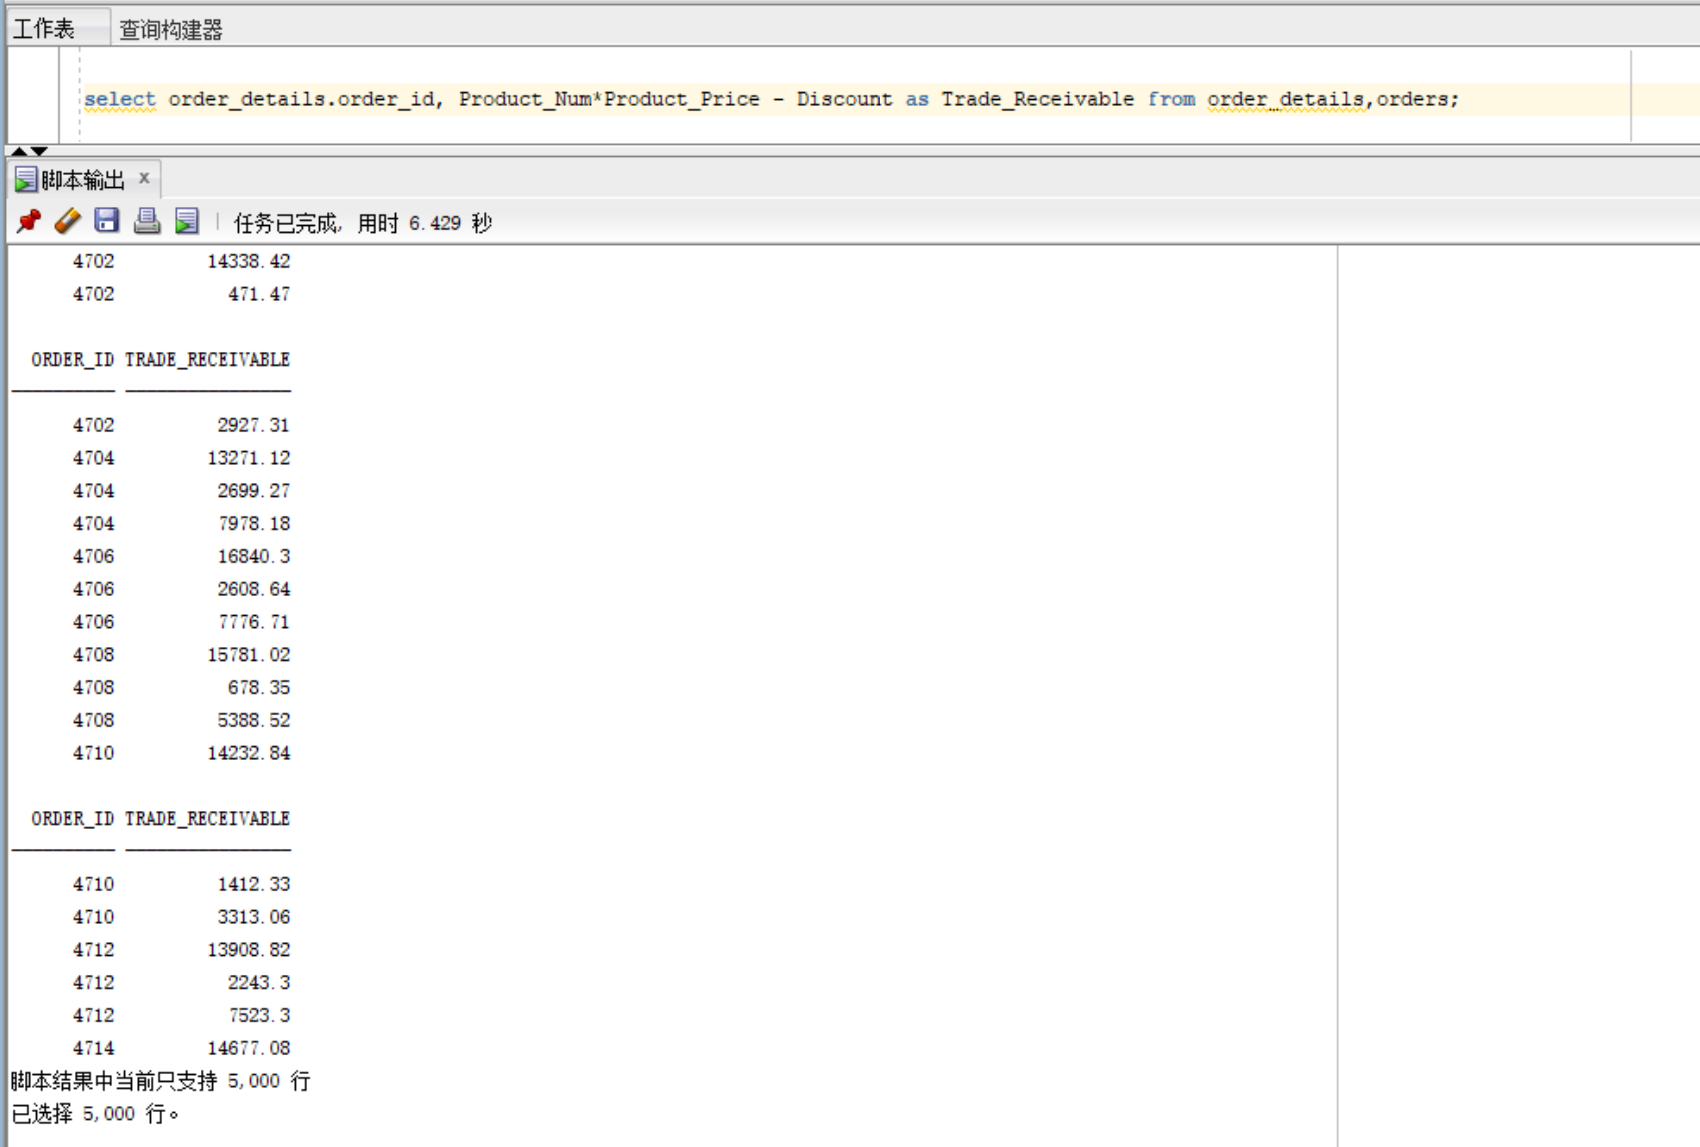 工作表 查询构建器
select order_details.order_id, Product_Num*Product_Price - Discount as Trade_Receivable from order_details,orders;
脚本输出 ×
任务已完成, 用时 6.429 秒
4702 14338.42
4702 471.47
ORDER_ID TRADE_RECEIVABLE
---------- ----------------
4702 2927.31
4704 13271.12
4704 2699.27
4704 7978.18
4706 16840.3
4706 2608.64
4706 7776.71
4708 15781.02
4708 678.35
4708 5388.52
4710 14232.84
ORDER_ID TRADE_RECEIVABLE
---------- ----------------
4710 1412.33
4710 3313.06
4712 13908.82
4712 2243.3
4712 7523.3
4714 14677.08
脚本结果中当前只支持 5,000 行
已选择 5,000 行。